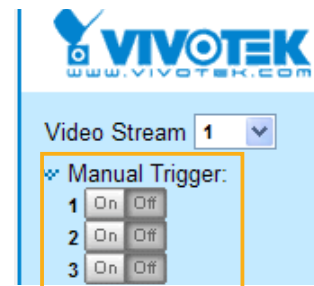 VIVOTEK
www.vivotek.com
Video Stream 1
Manual Trigger:
1 On Off
2 On Off
3 On Off